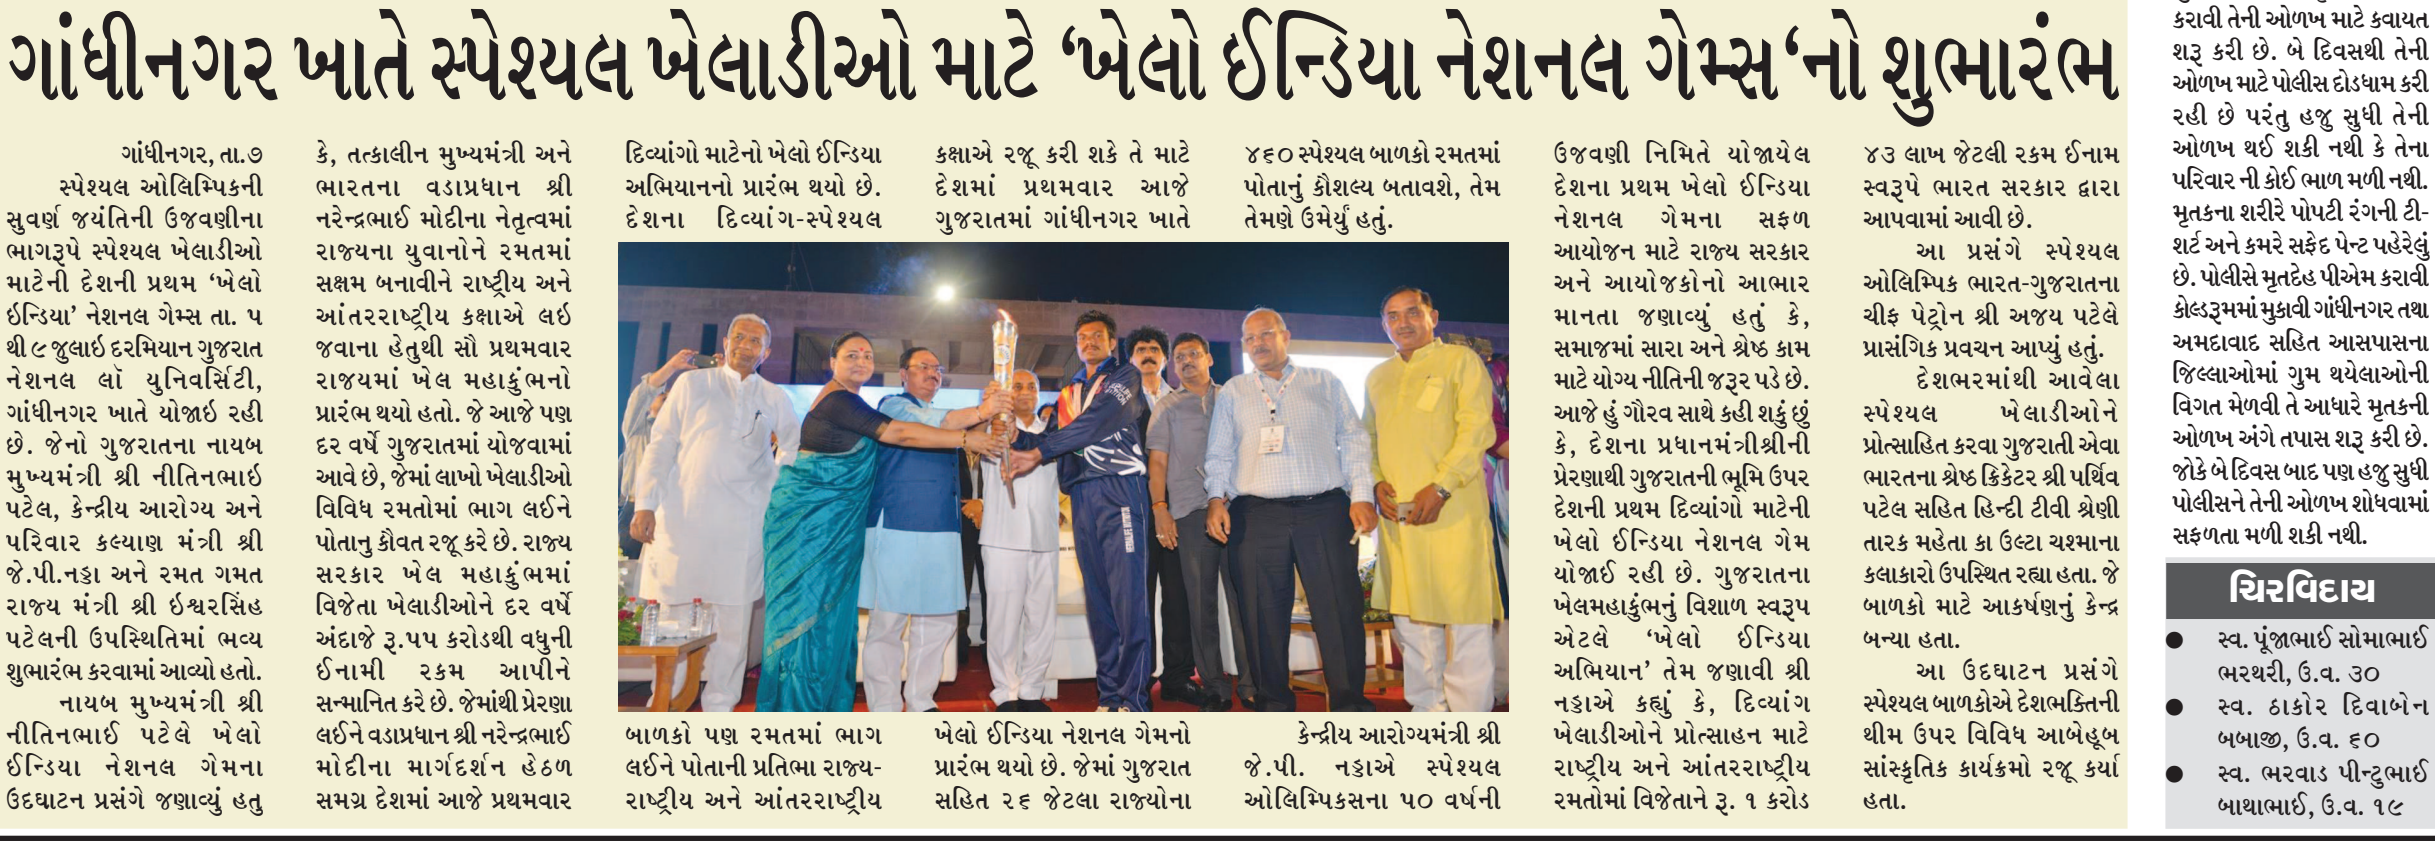 ગાંધીનગર ખાતે સ્પેશ્યલ ખેલાડીઓ માટે ‘ખેલો ઈન્ડિયા નેશનલ ગેમ્સ‘નો શુભારંભ
ગાંધીનગર, તા.૭
સ્પેશ્યલ ઓલિમ્પિકની
સુવર્ણ જયંતિની ઉજવણીના
ભાગરૂપે સ્પેશ્યલ ખેલાડીઓ
માટેની દેશની પ્રથમ ‘ખેલો
ઇન્ડિયા’ નેશનલ ગેમ્સ તા. ૫
થી ૯ જુલાઇ દરમિયાન ગુજરાત
નેશનલ લૉ યુનિવર્સિટી,
ગાંધીનગર ખાતે યોજાઇ રહી
છે. જેનો ગુજરાતના નાયબ
મુખ્યમંત્રી શ્રી નીતિનભાઇ
પટેલ, કેન્દ્રીય આરોગ્ય અને
પરિવાર કલ્યાણ મંત્રી શ્રી
જે.પી.નડ્ડા અને રમત ગમત
રાજ્ય મંત્રી શ્રી ઇશ્વરસિંહ
પટેલની ઉપસ્થિતિમાં ભવ્ય
શુભારંભ કરવામાં આવ્યો હતો.
નાયબ મુખ્યમંત્રી શ્રી
નીતિનભાઈ પટેલે ખેલો
ઈન્ડિયા નેશનલ ગેમના
ઉદઘાટન પ્રસંગે જણાવ્યું હતુ
કે, તત્કાલીન મુખ્યમંત્રી અને
ભારતના વડાપ્રધાન શ્રી
નરેન્દ્રભાઈ મોદીના નેતૃત્વમાં
રાજ્યના યુવાનોને રમતમાં
સક્ષમ બનાવીને રાષ્ટ્રીય અને
આંતરરાષ્ટ્રીય કક્ષાએ લઇ
જવાના હેતુથી સૌ પ્રથમવાર
રાજયમાં ખેલ મહાકુંભનો
પ્રારંભ થયો હતો. જે આજે પણ
દર વર્ષે ગુજરાતમાં યોજવામાં
આવે છે, જેમાં લાખો ખેલાડીઓ
વિવિધ રમતોમાં ભાગ લઈને
પોતાનુ કૌવત રજૂ કરે છે. રાજ્ય
સરકાર ખેલ મહાકુંભમાં
વિજેતા ખેલાડીઓને દર વર્ષે
અંદાજે રૂ.૫૫ કરોડથી વધુની
ઈનામી રકમ આપીને
સન્માનિત કરે છે. જેમાંથી પ્રેરણા
લઈને વડાપ્રધાન શ્રી નરેન્દ્રભાઈ
મોદીના માર્ગદર્શન હેઠળ
સમગ્ર દેશમાં આજે પ્રથમવાર
દિવ્યાંગો માટેનો ખેલો ઈન્ડિયા
અભિયાનનો પ્રારંભ થયો છે.
દેશના દિવ્યાંગ-સ્પેશ્યલ
બાળકો પણ રમતમાં ભાગ
લઈને પોતાની પ્રતિભા રાજ્ય-
રાષ્ટ્રીય અને આંતરરાષ્ટ્રીય
કક્ષાએ રજૂ કરી શકે તે માટે
દેશમાં પ્રથમવાર આજે
ગુજરાતમાં ગાંધીનગર ખાતે
ખેલો ઈન્ડિયા નેશનલ ગેમનો
પ્રારંભ થયો છે. જેમાં ગુજરાત
સહિત ૨૬ જેટલા રાજ્યોના
૪૬૦ સ્પેશ્યલ બાળકો રમતમાં
પોતાનું કૌશલ્ય બતાવશે, તેમ
તેમણે ઉમેર્યું હતું.
કેન્દ્રીય આરોગ્યમંત્રી શ્રી
જે.પી. નડ્ડાએ સ્પેશ્યલ
ઓલિમ્પિકસના ૫૦ વર્ષની
ઉજવણી નિમિતે યોજાયેલ
દેશના પ્રથમ ખેલો ઈન્ડિયા
નેશનલ ગેમના સફળ
આયોજન માટે રાજ્ય સરકાર
અને આયોજકોનો આભાર
માનતા જણાવ્યું હતું કે,
સમાજમાં સારા અને શ્રેષ્ઠ કામ
માટે યોગ્ય નીતિની જરૂર પડે છે.
આજે હું ગૌરવ સાથે કહી શકું છું
કે, દેશના પ્રધાનમંત્રીશ્રીની
પ્રેરણાથી ગુજરાતની ભૂમિ ઉપર
દેશની પ્રથમ દિવ્યાંગો માટેની
ખેલો ઈન્ડિયા નેશનલ ગેમ
યોજાઈ રહી છે. ગુજરાતના
ખેલમહાકુંભનું વિશાળ સ્વરૂપ
એટલે ‘ખેલો ઈન્ડિયા
અભિયાન’ તેમ જણાવી શ્રી
નડ્ડાએ કહ્યું કે, દિવ્યાંગ
ખેલાડીઓને પ્રોત્સાહન માટે
રાષ્ટ્રીય અને આંતરરાષ્ટ્રીય
રમતોમાં વિજેતાને રૂ. ૧ કરોડ
૪૩ લાખ જેટલી રકમ ઈનામ
સ્વરૂપે ભારત સરકાર દ્વારા
આપવામાં આવી છે.
આ પ્રસંગે સ્પેશ્યલ
ઓલિમ્પિક ભારત-ગુજરાતના
ચીફ પેટ્રોન શ્રી અજય પટેલે
પ્રાસંગિક પ્રવચન આપ્યું હતું.
દેશભરમાંથી આવેલા
સ્પેશ્યલ ખેલાડીઓને
પ્રોત્સાહિત કરવા ગુજરાતી એવા
ભારતના શ્રેષ્ઠ ક્રિકેટર શ્રી પર્થિવ
પટેલ સહિત હિન્દી ટીવી શ્રેણી
તારક મહેતા કા ઉલ્ટા ચશ્માના
કલાકારો ઉપસ્થિત રહ્યા હતા. જે
બાળકો માટે આકર્ષણનું કેન્દ્ર
બન્યા હતા.
આ ઉદઘાટન પ્રસંગે
સ્પેશ્યલ બાળકોએ દેશભક્તિની
થીમ ઉપર વિવિધ આબેહૂબ
સાંસ્કૃતિક કાર્યક્રમો રજૂ કર્યા
હતા.
કરાવી તેની ઓળખ માટે કવાયત
શરૂ કરી છે. બે દિવસથી તેની
ઓળખ માટે પોલીસ દોડધામ કરી
રહી છે પરંતુ હજુ સુધી તેની
ઓળખ થઈ શકી નથી કે તેના
પરિવાર ની કોઈ ભાળ મળી નથી.
મૃતકના શરીરે પોપટી રંગની ટી-
શર્ટ અને કમરે સફેદ પેન્ટ પહેરેલું
છે. પોલીસે મૃતદેહ પીએમ કરાવી
કોલ્ડરૂમમાં મુકાવી ગાંધીનગર તથા
અમદાવાદ સહિત આસપાસના
જિલ્લાઓમાં ગુમ થયેલાઓની
વિગત મેળવી તે આધારે મૃતકની
ઓળખ અંગે તપાસ શરૂ કરી છે.
જોકે બે દિવસ બાદ પણ હજુ સુધી
પોલીસને તેની ઓળખ શોધવામાં
સફળતા મળી શકી નથી.
ચિરવિદાય
● સ્વ. પૂંજાભાઈ સોમાભાઈ
ભરથરી, ઉ.વ. ૩૦
● સ્વ. ઠાકોર દિવાબેન
બબાજી, ઉ.વ. ૬૦
● સ્વ. ભરવાડ પીન્ટુભાઈ
બાથાભાઈ, ઉ.વ. ૧૯